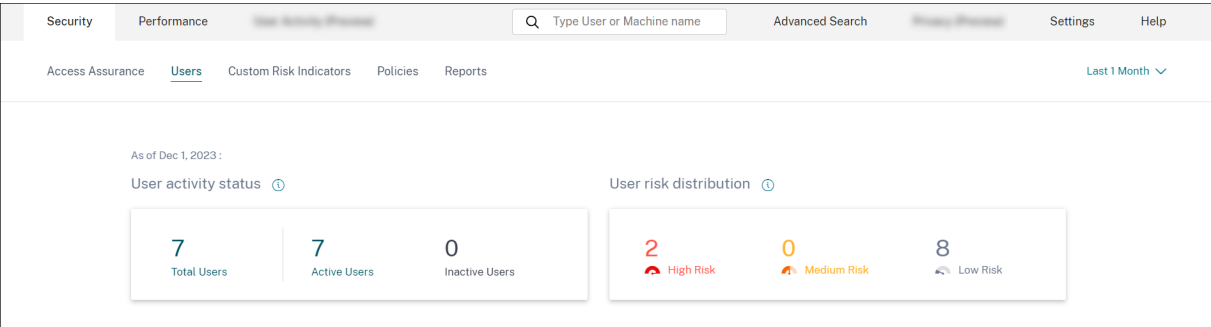 Security Performance Type User or Machine name Advanced Search Settings Help
Access Assurance Users Custom Risk Indicators Policies Reports Last 1 Month
As of Dec 1, 2023 :
User activity status User risk distribution
7 7 0 2 0 8
Total Users Active Users Inactive Users High Risk Medium Risk Low Risk